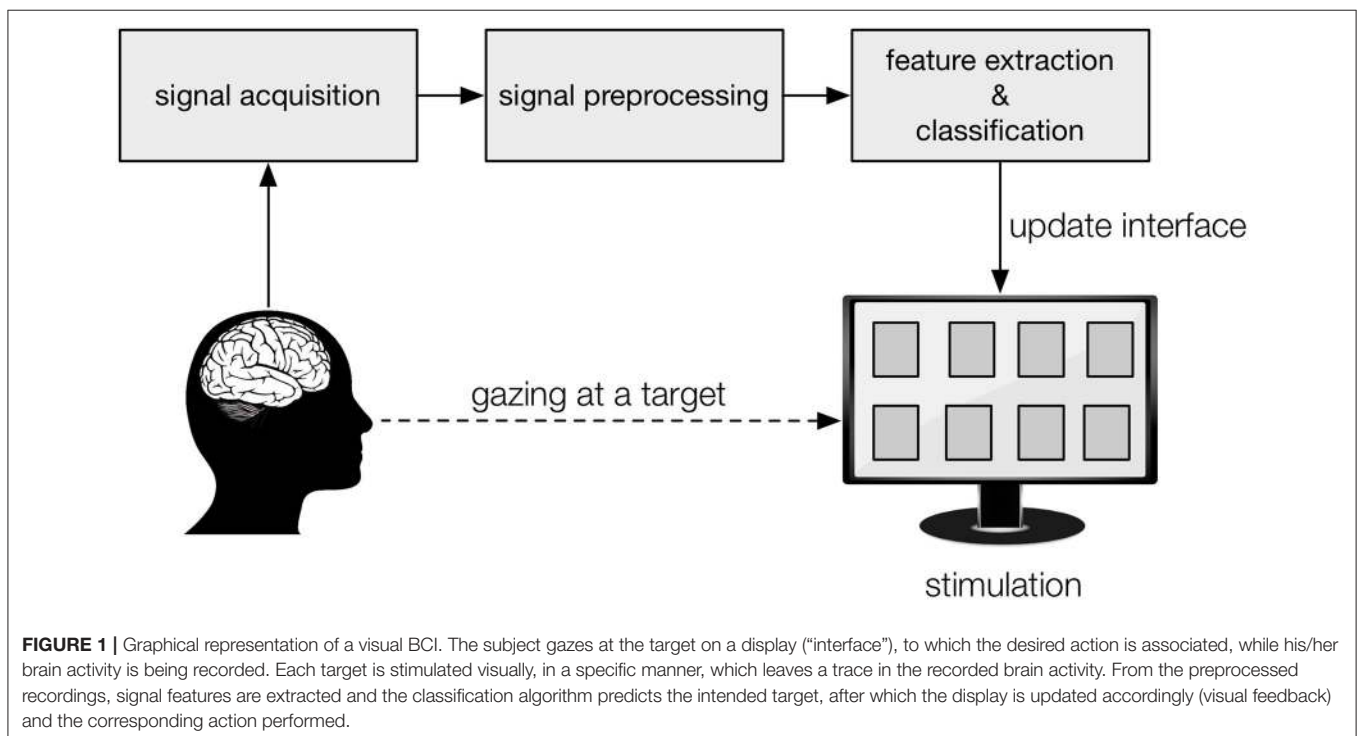 signal acquisition
signal preprocessing
feature extraction
&
classification
update interface
gazing at a target
stimulation
FIGURE 1 | Graphical representation of a visual BCI. The subject gazes at the target on a display (“interface”), to which the desired action is associated, while his/her
brain activity is being recorded. Each target is stimulated visually, in a specific manner, which leaves a trace in the recorded brain activity. From the preprocessed
recordings, signal features are extracted and the classification algorithm predicts the intended target, after which the display is updated accordingly (visual feedback)
and the corresponding action performed.